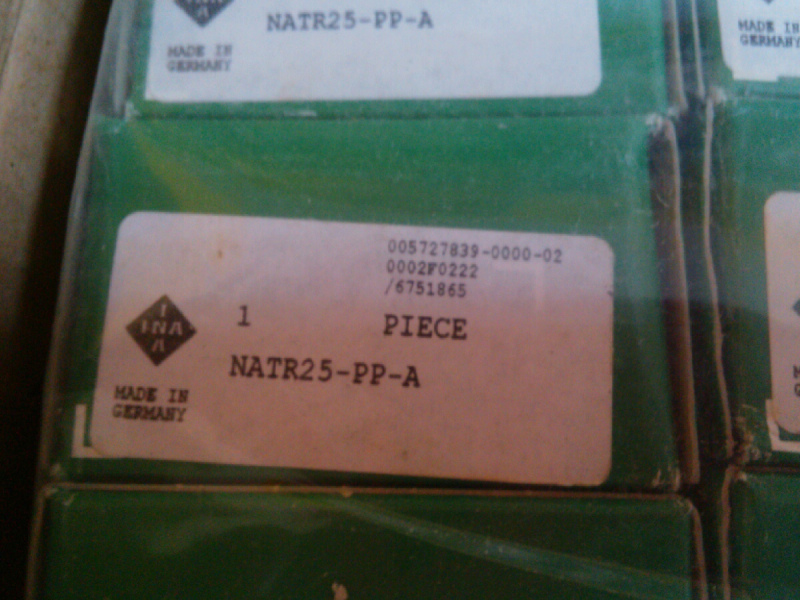 NATR25-PP-A
MADE IN
GERMANY
MADE IN
GERMANY
005727839-0000-02
0002F0222
/6751865
I
INA
A
1 PIECE
NATR25-PP-A
MADE IN
GERMANY